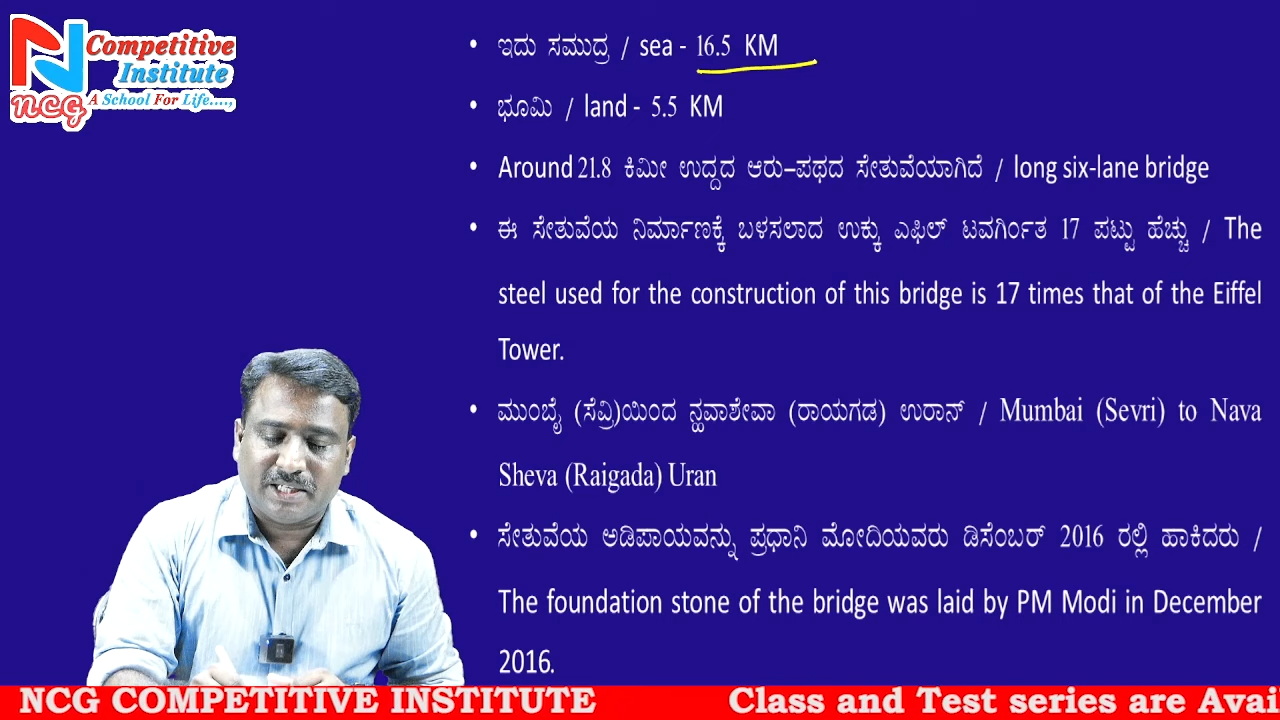 Competitive
Institute
A School For Life....,
NCG
• ಇದು ಸಮುದ್ರ / sea - 16.5 KM
• ಭೂಮಿ / land - 5.5 KM
• Around 21.8 ಕಿಮೀ ಉದ್ದದ ಆರು–ಪಥದ ಸೇತುವೆಯಾಗಿದೆ / long six-lane bridge
• ಈ ಸೇತುವೆಯ ನಿರ್ಮಾಣಕ್ಕೆ ಬಳಸಲಾದ ಉಕ್ಕು ಎಫಿಲ್ ಟವರ್ಗಿಂತ 17 ಪಟ್ಟು ಹೆಚ್ಚು / The
steel used for the construction of this bridge is 17 times that of the Eiffel
Tower.
• ಮುಂಬೈ (ಸೆವ್ರಿ)ಯಿಂದ ನ್ಹವಾಶೇವಾ (ರಾಯಗಡ) ಉರಾನ್ / Mumbai (Sevri) to Nava
Sheva (Raigada) Uran
• ಸೇತುವೆಯ ಅಡಿಪಾಯವನ್ನು ಪ್ರಧಾನಿ ಮೋದಿಯವರು ಡಿಸೆಂಬರ್ 2016 ರಲ್ಲಿ ಹಾಕಿದರು /
The foundation stone of the bridge was laid by PM Modi in December
2016.
NCG COMPETITIVE INSTITUTE Class and Test series are Avai